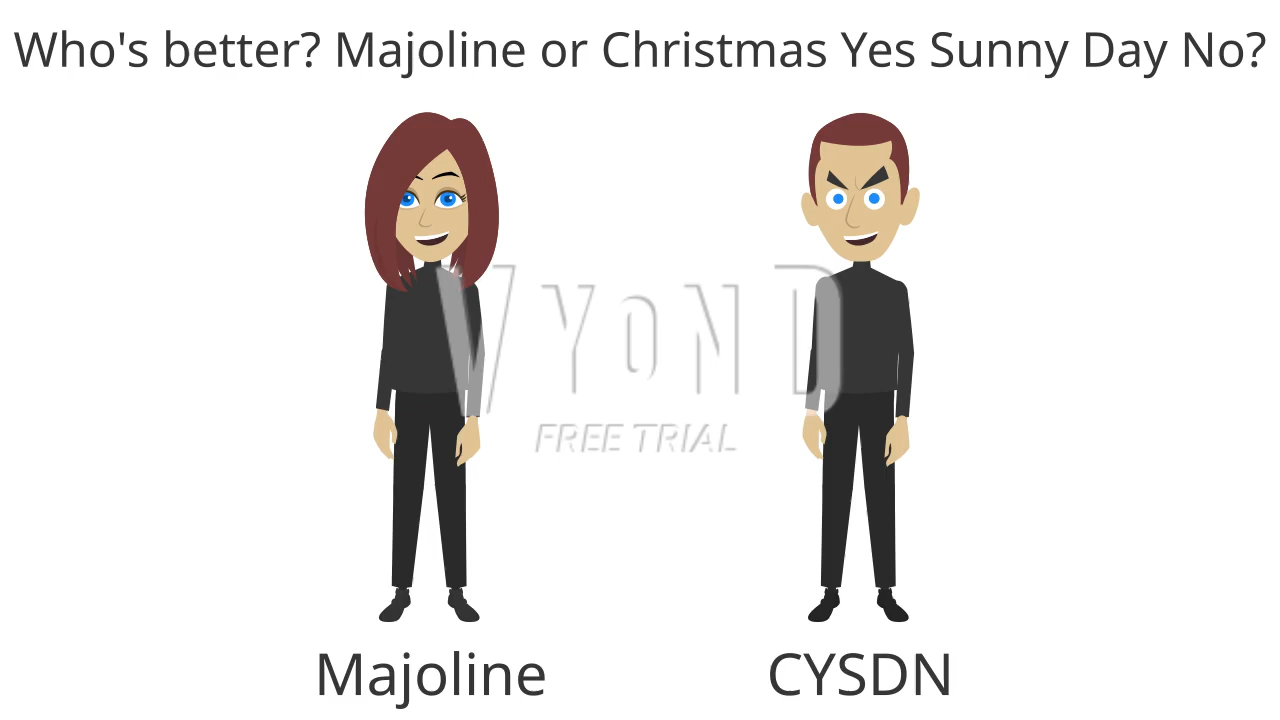 Who's better? Majoline or Christmas Yes Sunny Day No?
VYOND
FREE TRIAL
Majoline
CYSDN